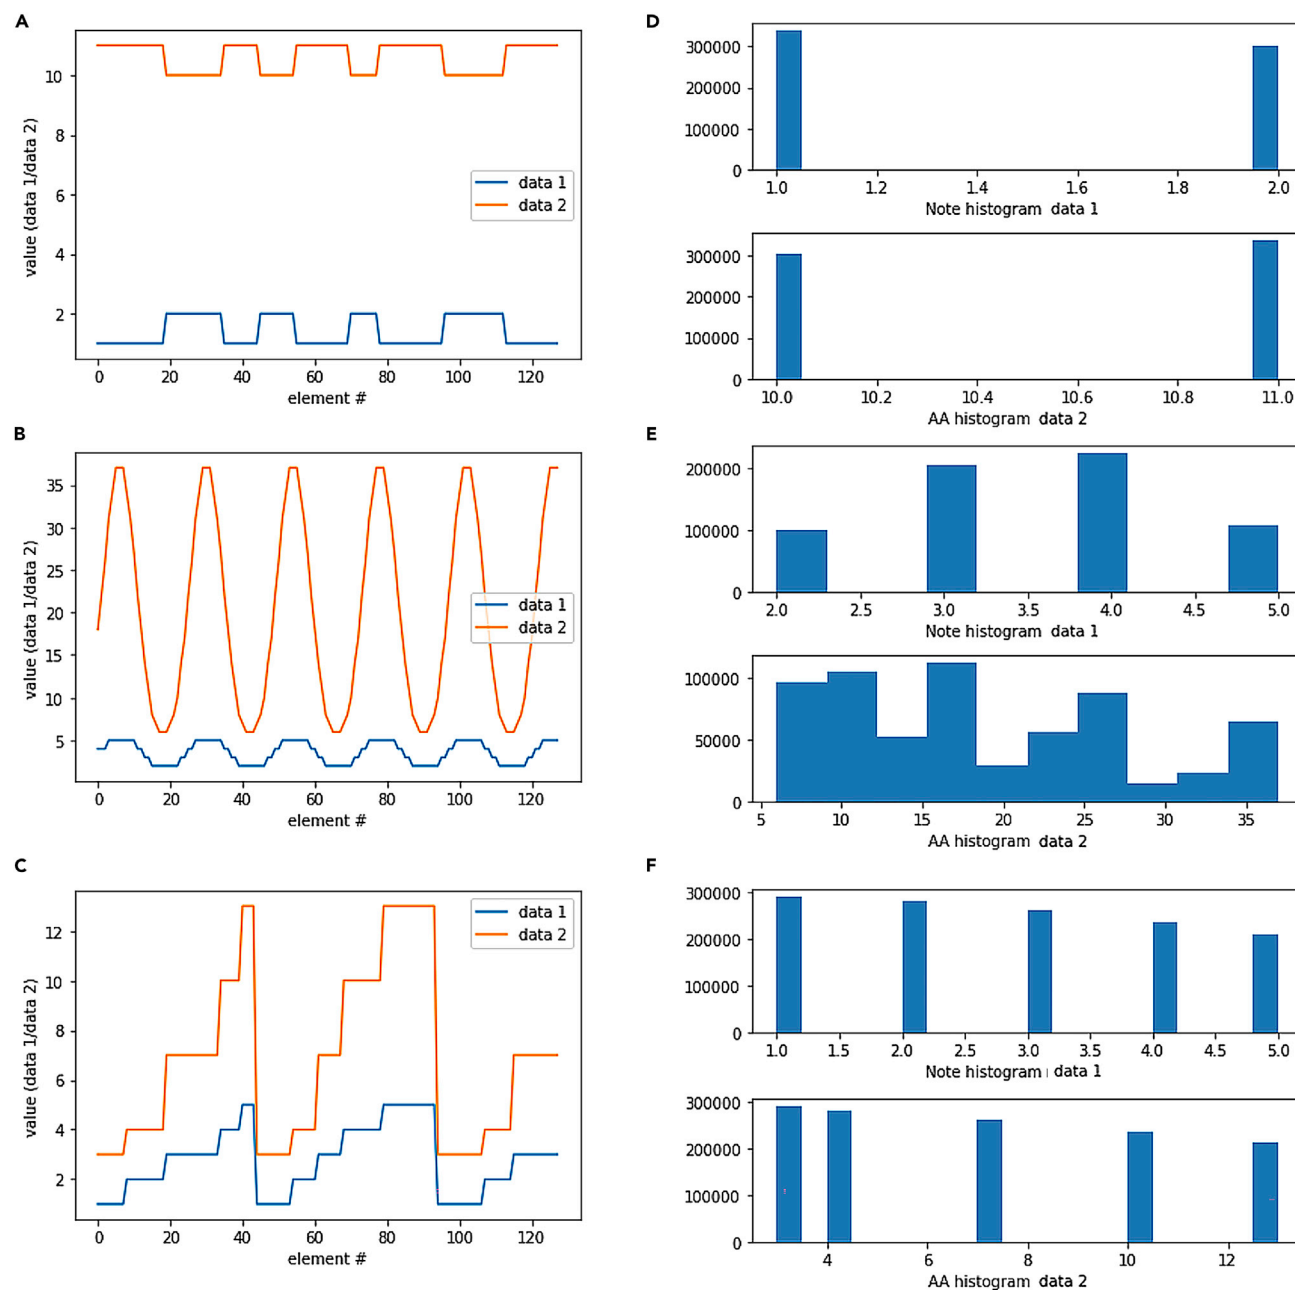 A
value (data 1/data 2)
10
8
6
4
2
data 1
data 2
0 20 40 60 80 100 120
element #
D
300000
200000
100000
0
1.0 1.2 1.4 1.6 1.8 2.0
Note histogram data 1
300000
200000
100000
0
10.0 10.2 10.4 10.6 10.8 11.0
AA histogram data 2
B
value (data 1/data 2)
35
30
25
20
15
10
5
data 1
data 2
0 20 40 60 80 100 120
element #
E
200000
100000
0
2.0 2.5 3.0 3.5 4.0 4.5 5.0
Note histogram data 1
100000
50000
0
5 10 15 20 25 30 35
AA histogram data 2
C
value (data 1/data 2)
12
10
8
6
4
2
data 1
data 2
0 20 40 60 80 100 120
element #
F
300000
200000
100000
0
1.0 1.5 2.0 2.5 3.0 3.5 4.0 4.5 5.0
Note histogram data 1
300000
200000
100000
0
4 6 8 10 12
AA histogram data 2